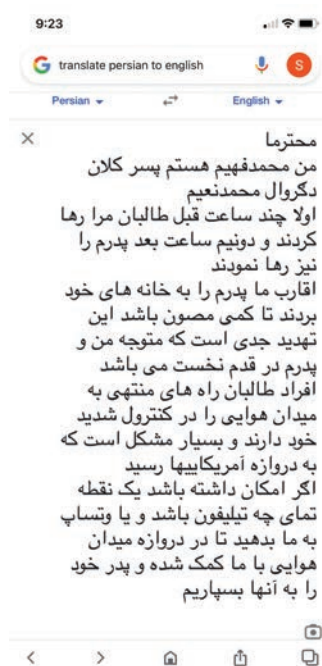 9:23
translate persian to english
S
Persian
English
محترما
من محمدفهیم هستم پسر کلان
دگروال محمدنعیم
اولا چند ساعت قبل طالبان مرا رها
کردند و دونیم ساعت بعد پدرم را
نیز رها نمودند
اقارب ما پدرم را به خانه های خود
بردند تا کمی مصون باشد این
تهدید جدی است که متوجه من و
پدرم در قدم نخست می باشد
افراد طالبان راه های منتهی به
میدان هوایی را در کنترول شدید
خود دارند و بسیار مشکل است که
به دروازه آمریکاییها رسید
اگر امکان داشته باشد یک نقطه
تمای چه تیلیفون باشد و یا وتساپ
به ما بدهید تا در دروازه میدان
هوایی با ما کمک شده و پدر خود
را به آنها بسپاریم